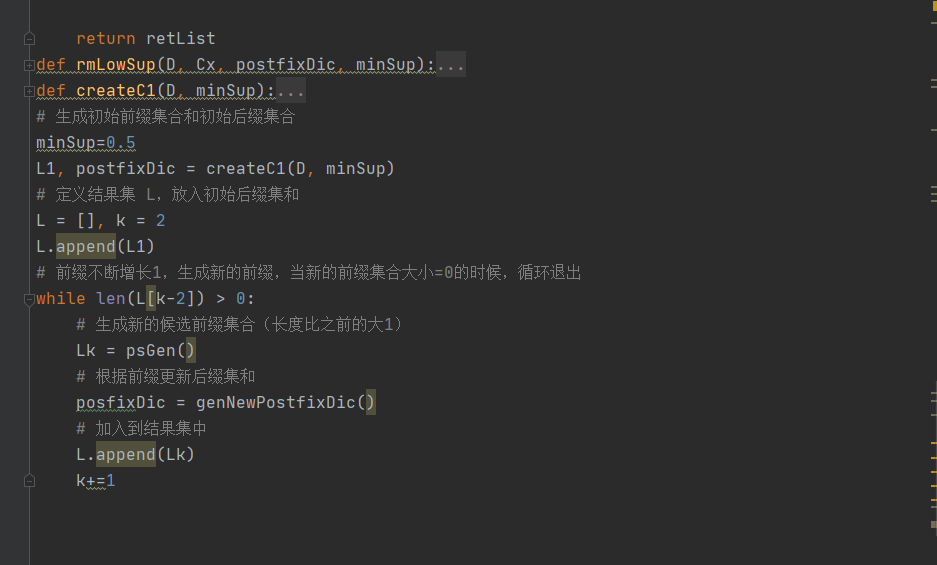 return retList
def rmLowSup(D, Cx, postfixDic, minSup):...
def createC1(D, minSup):...
# 生成初始前缀集合和初始后缀集合
minSup=0.5
L1, postfixDic = createC1(D, minSup)
# 定义结果集 L，放入初始后缀集和
L = [], k = 2
L.append(L1)
# 前缀不断增长1，生成新的前缀，当新的前缀集合大小=0的时候，循环退出
while len(L[k-2]) > 0:
# 生成新的候选前缀集合（长度比之前的大1）
Lk = psGen()
# 根据前缀更新后缀集和
posfixDic = genNewPostfixDic()
# 加入到结果集中
L.append(Lk)
k+=1